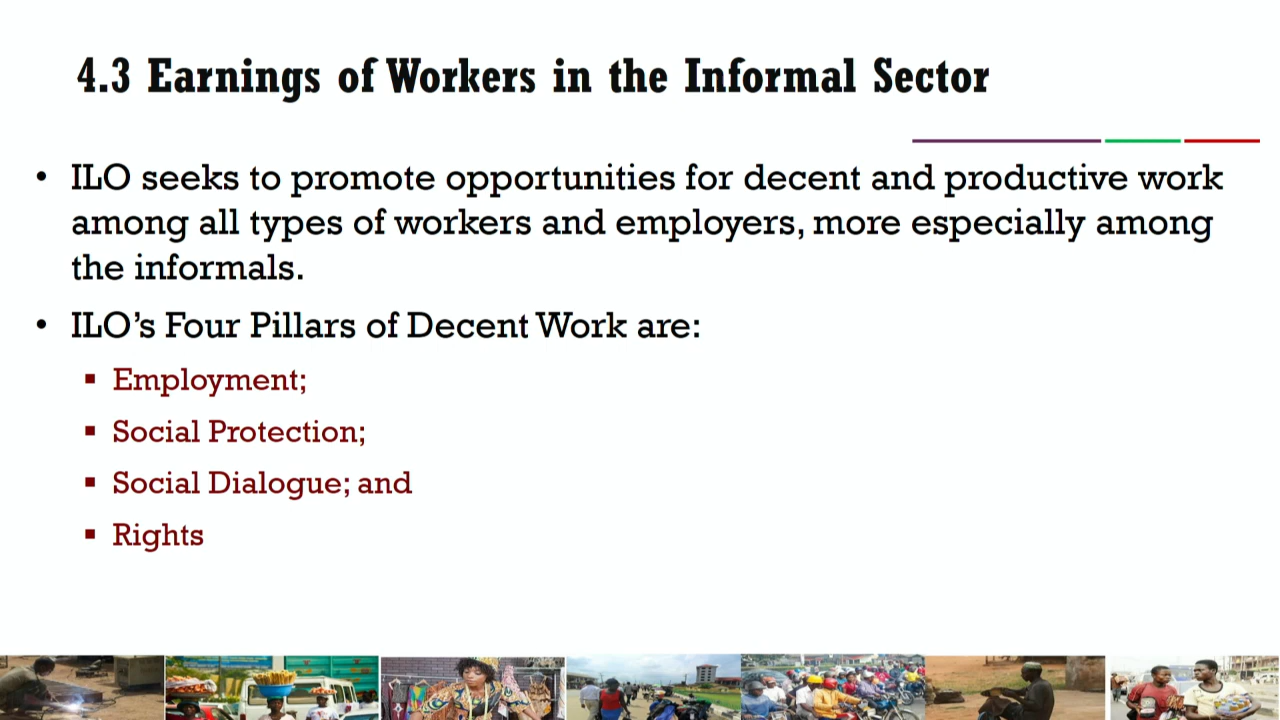 4.3 Earnings of Workers in the Informal Sector
• ILO seeks to promote opportunities for decent and productive work
among all types of workers and employers, more especially among
the informals.
• ILO’s Four Pillars of Decent Work are:
▪ Employment;
▪ Social Protection;
▪ Social Dialogue; and
▪ Rights